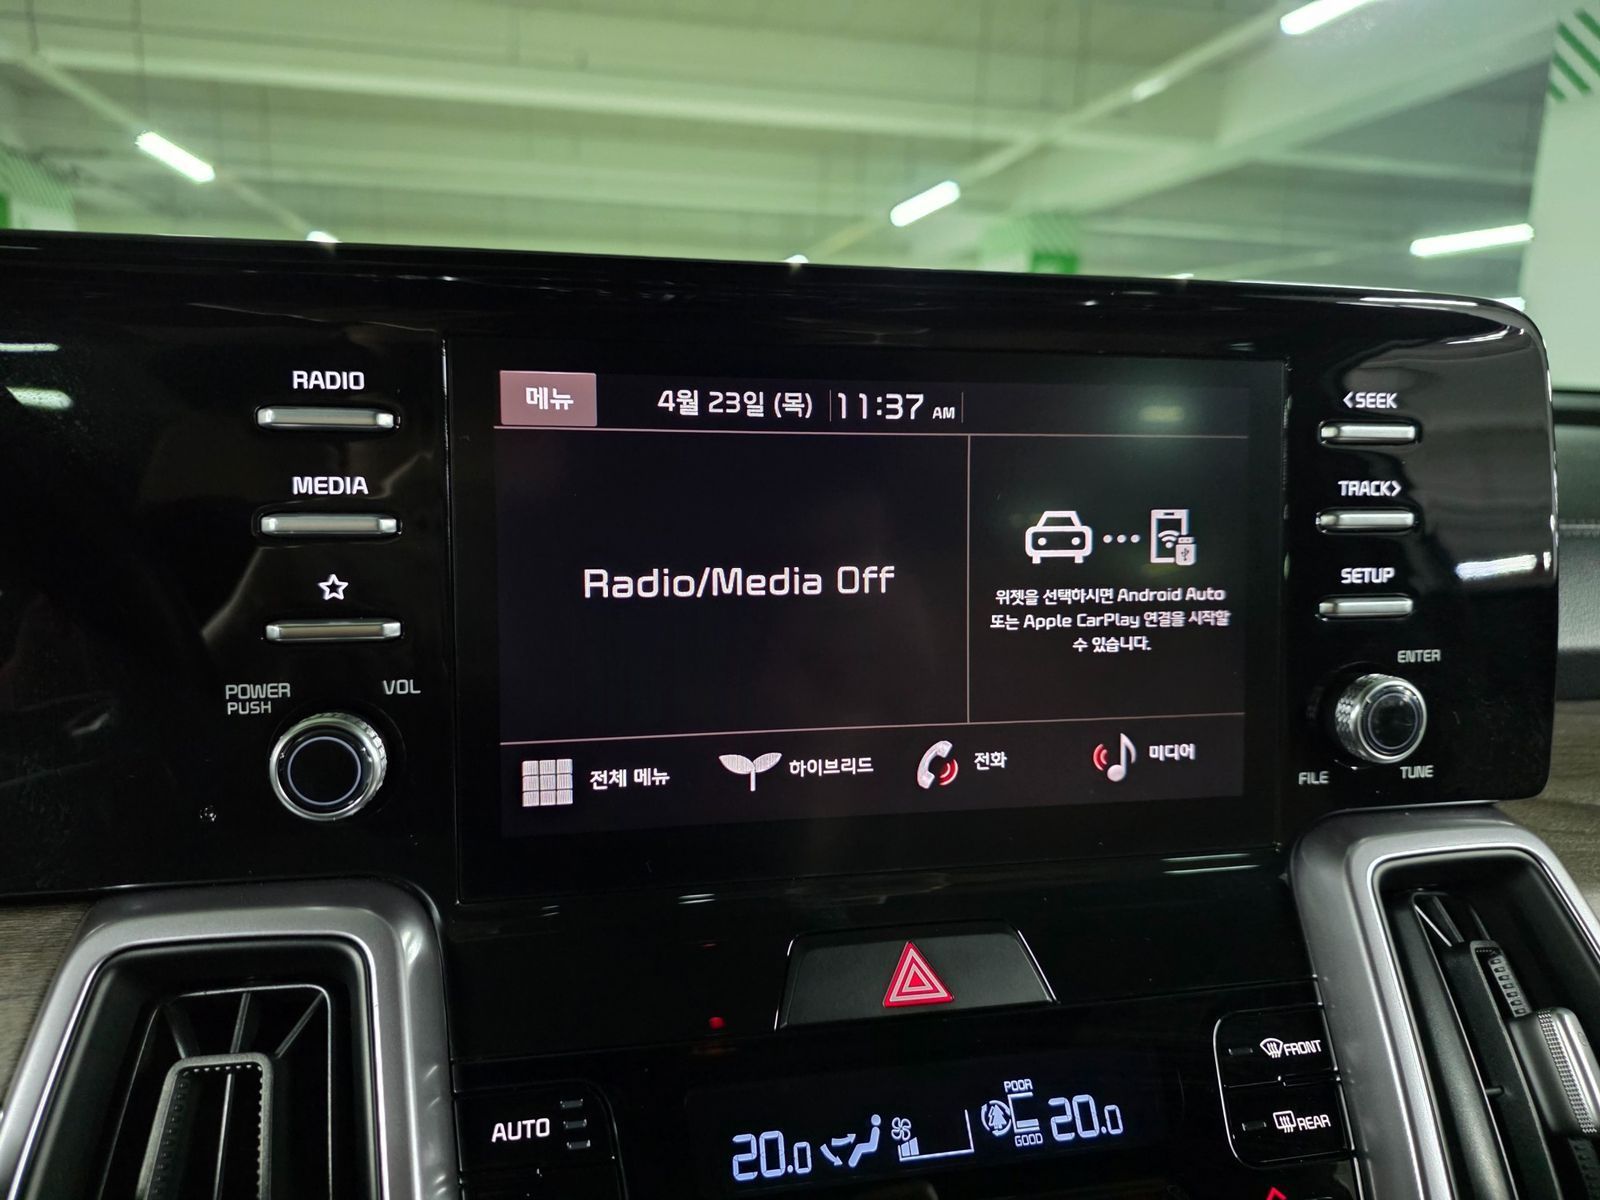 RADIO
MEDIA
POWER
PUSH
VOL
메뉴
4월 23일 (목)
11:37 AM
Radio/Media Off
위젯을 선택하시면 Android Auto
또는 Apple CarPlay 연결을 시작할
수 있습니다.
전체 메뉴
하이브리드
전화
미디어
<SEEK
TRACK>
SETUP
ENTER
FILE
TUNE
AUTO
20.0
POOR
GOOD
20.0
FRONT
REAR